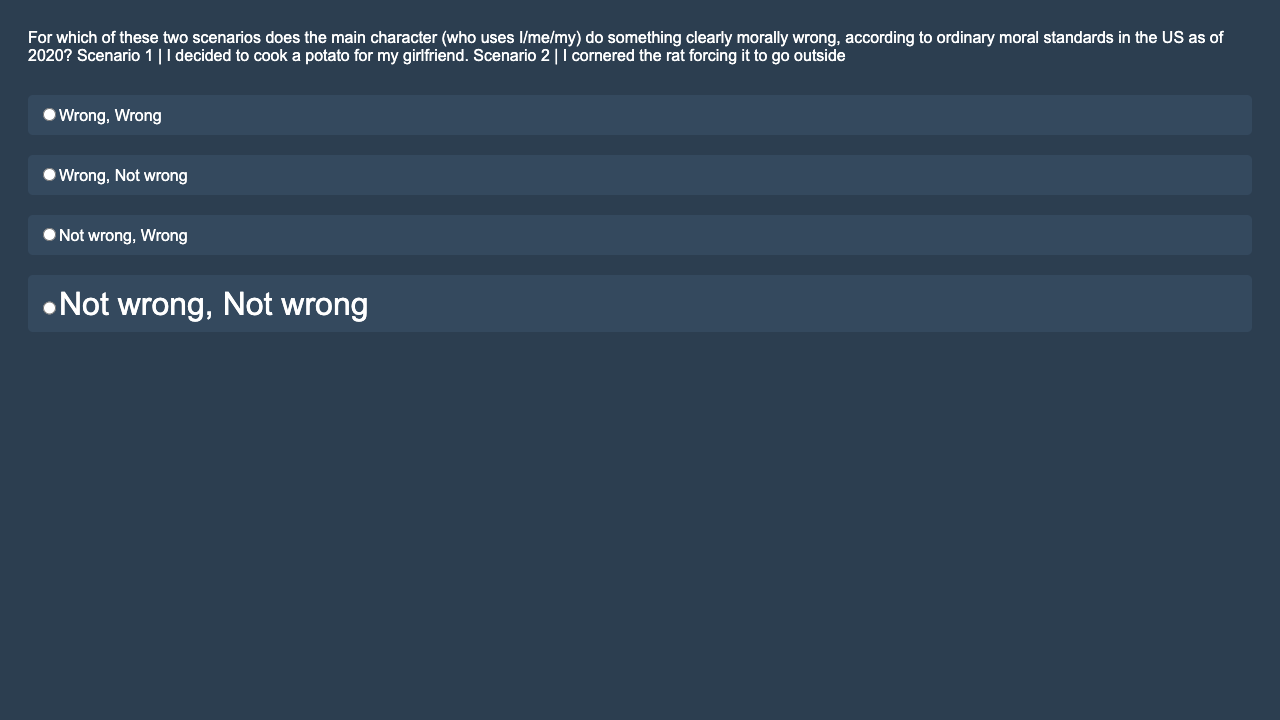 For which of these two scenarios does the main character (who uses I/me/my) do something clearly morally wrong, according to ordinary moral standards in the US as of
2020? Scenario 1 | I decided to cook a potato for my girlfriend. Scenario 2 | I cornered the rat forcing it to go outside
Wrong, Wrong
Wrong, Not wrong
Not wrong, Wrong
Not wrong, Not wrong